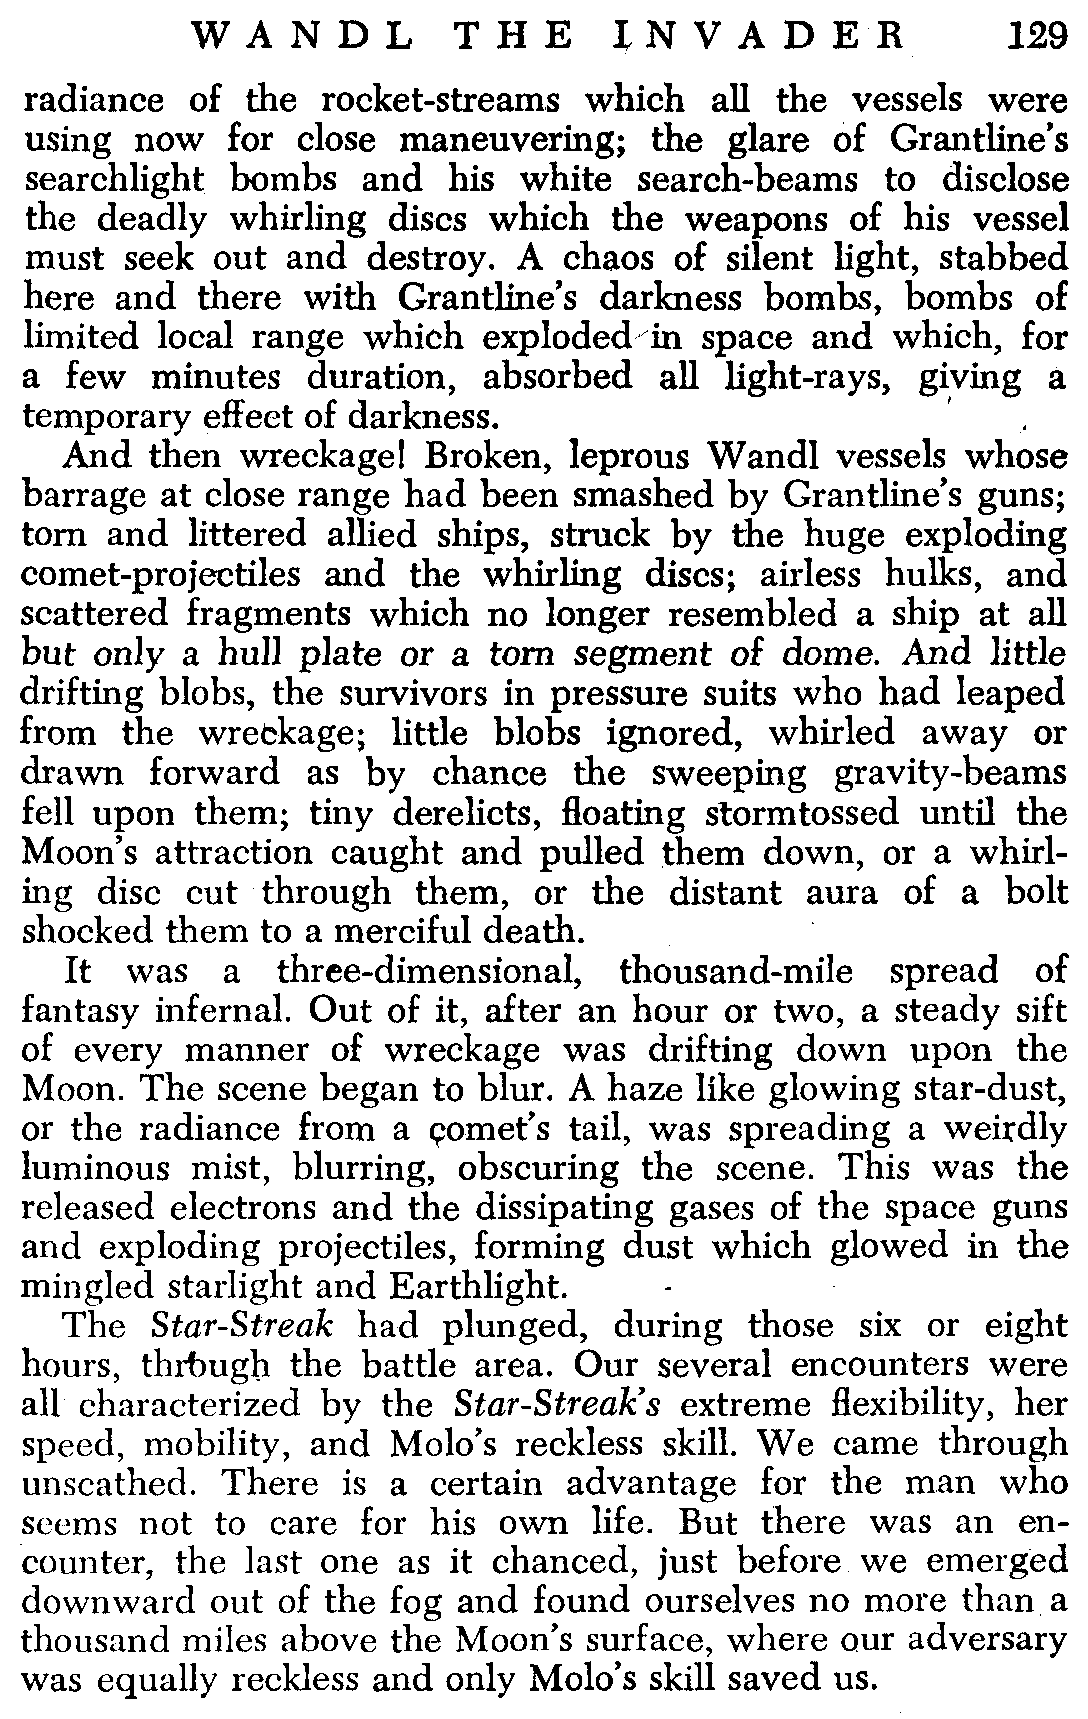 WANDL THE INVADER 129
radiance of the rocket-streams which all the vessels were
using now for close maneuvering; the glare of Grantline's
searchlight bombs and his white search-beams to disclose
the deadly whirling discs which the weapons of his vessel
must seek out and destroy. A chaos of silent light, stabbed
here and there with Grantline's darkness bombs, bombs of
limited local range which exploded in space and which, for
a few minutes duration, absorbed all light-rays, giving a
temporary effect of darkness.
And then wreckage! Broken, leprous Wandl vessels whose
barrage at close range had been smashed by Grantline's guns;
torn and littered allied ships, struck by the huge exploding
comet-projectiles and the whirling discs; airless hulks, and
scattered fragments which no longer resembled a ship at all
but only a hull plate or a torn segment of dome. And little
drifting blobs, the survivors in pressure suits who had leaped
from the wreckage; little blobs ignored, whirled away or
drawn forward as by chance the sweeping gravity-beams
fell upon them; tiny derelicts, floating stormtossed until the
Moon's attraction caught and pulled them down, or a whirl-
ing disc cut through them, or the distant aura of a bolt
shocked them to a merciful death.
It was a three-dimensional, thousand-mile spread of
fantasy infernal. Out of it, after an hour or two, a steady sift
of every manner of wreckage was drifting down upon the
Moon. The scene began to blur. A haze like glowing star-dust,
or the radiance from a comet's tail, was spreading a weirdly
luminous mist, blurring, obscuring the scene. This was the
released electrons and the dissipating gases of the space guns
and exploding projectiles, forming dust which glowed in the
mingled starlight and Earthlight.
The Star-Streak had plunged, during those six or eight
hours, through the battle area. Our several encounters were
all characterized by the Star-Streak's extreme flexibility, her
speed, mobility, and Molo's reckless skill. We came through
unscathed. There is a certain advantage for the man who
seems not to care for his own life. But there was an en-
counter, the last one as it chanced, just before we emerged
downward out of the fog and found ourselves no more than a
thousand miles above the Moon's surface, where our adversary
was equally reckless and only Molo's skill saved us.